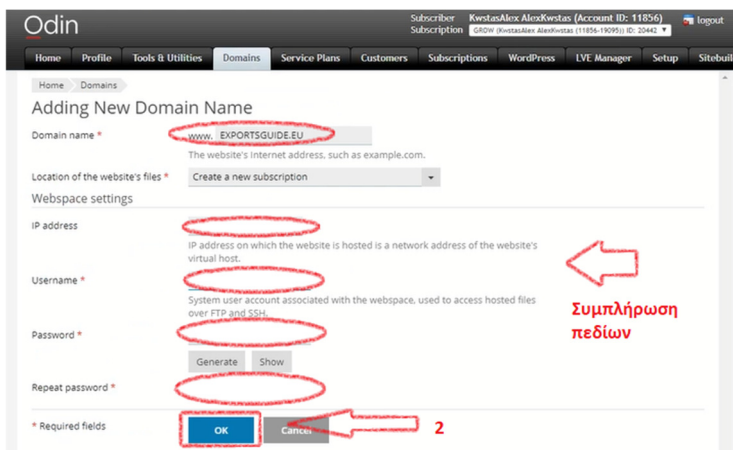 Odin
Subscriber KwstasAlex AlexKwstas (Account ID: 11856)
logout
Subscription GROW (KwstasAlex AlexKwstas (11856-19095)) ID: 20442
Home Profile Tools & Utilities Domains Service Plans Customers Subscriptions WordPress LVE Manager Setup Sitebuil
Home Domains
Adding New Domain Name
Domain name * www. EXPORTSGUIDE.EU
The website's Internet address, such as example.com.
Location of the website's files * Create a new subscription
Webspace settings
IP address
IP address on which the website is hosted is a network address of the website's
virtual host.
Username *
System user account associated with the webspace, used to access hosted files
over FTP and SSH.
Συμπλήρωση
πεδίων
Password *
Generate Show
Repeat password *
* Required fields OK Cancel 2